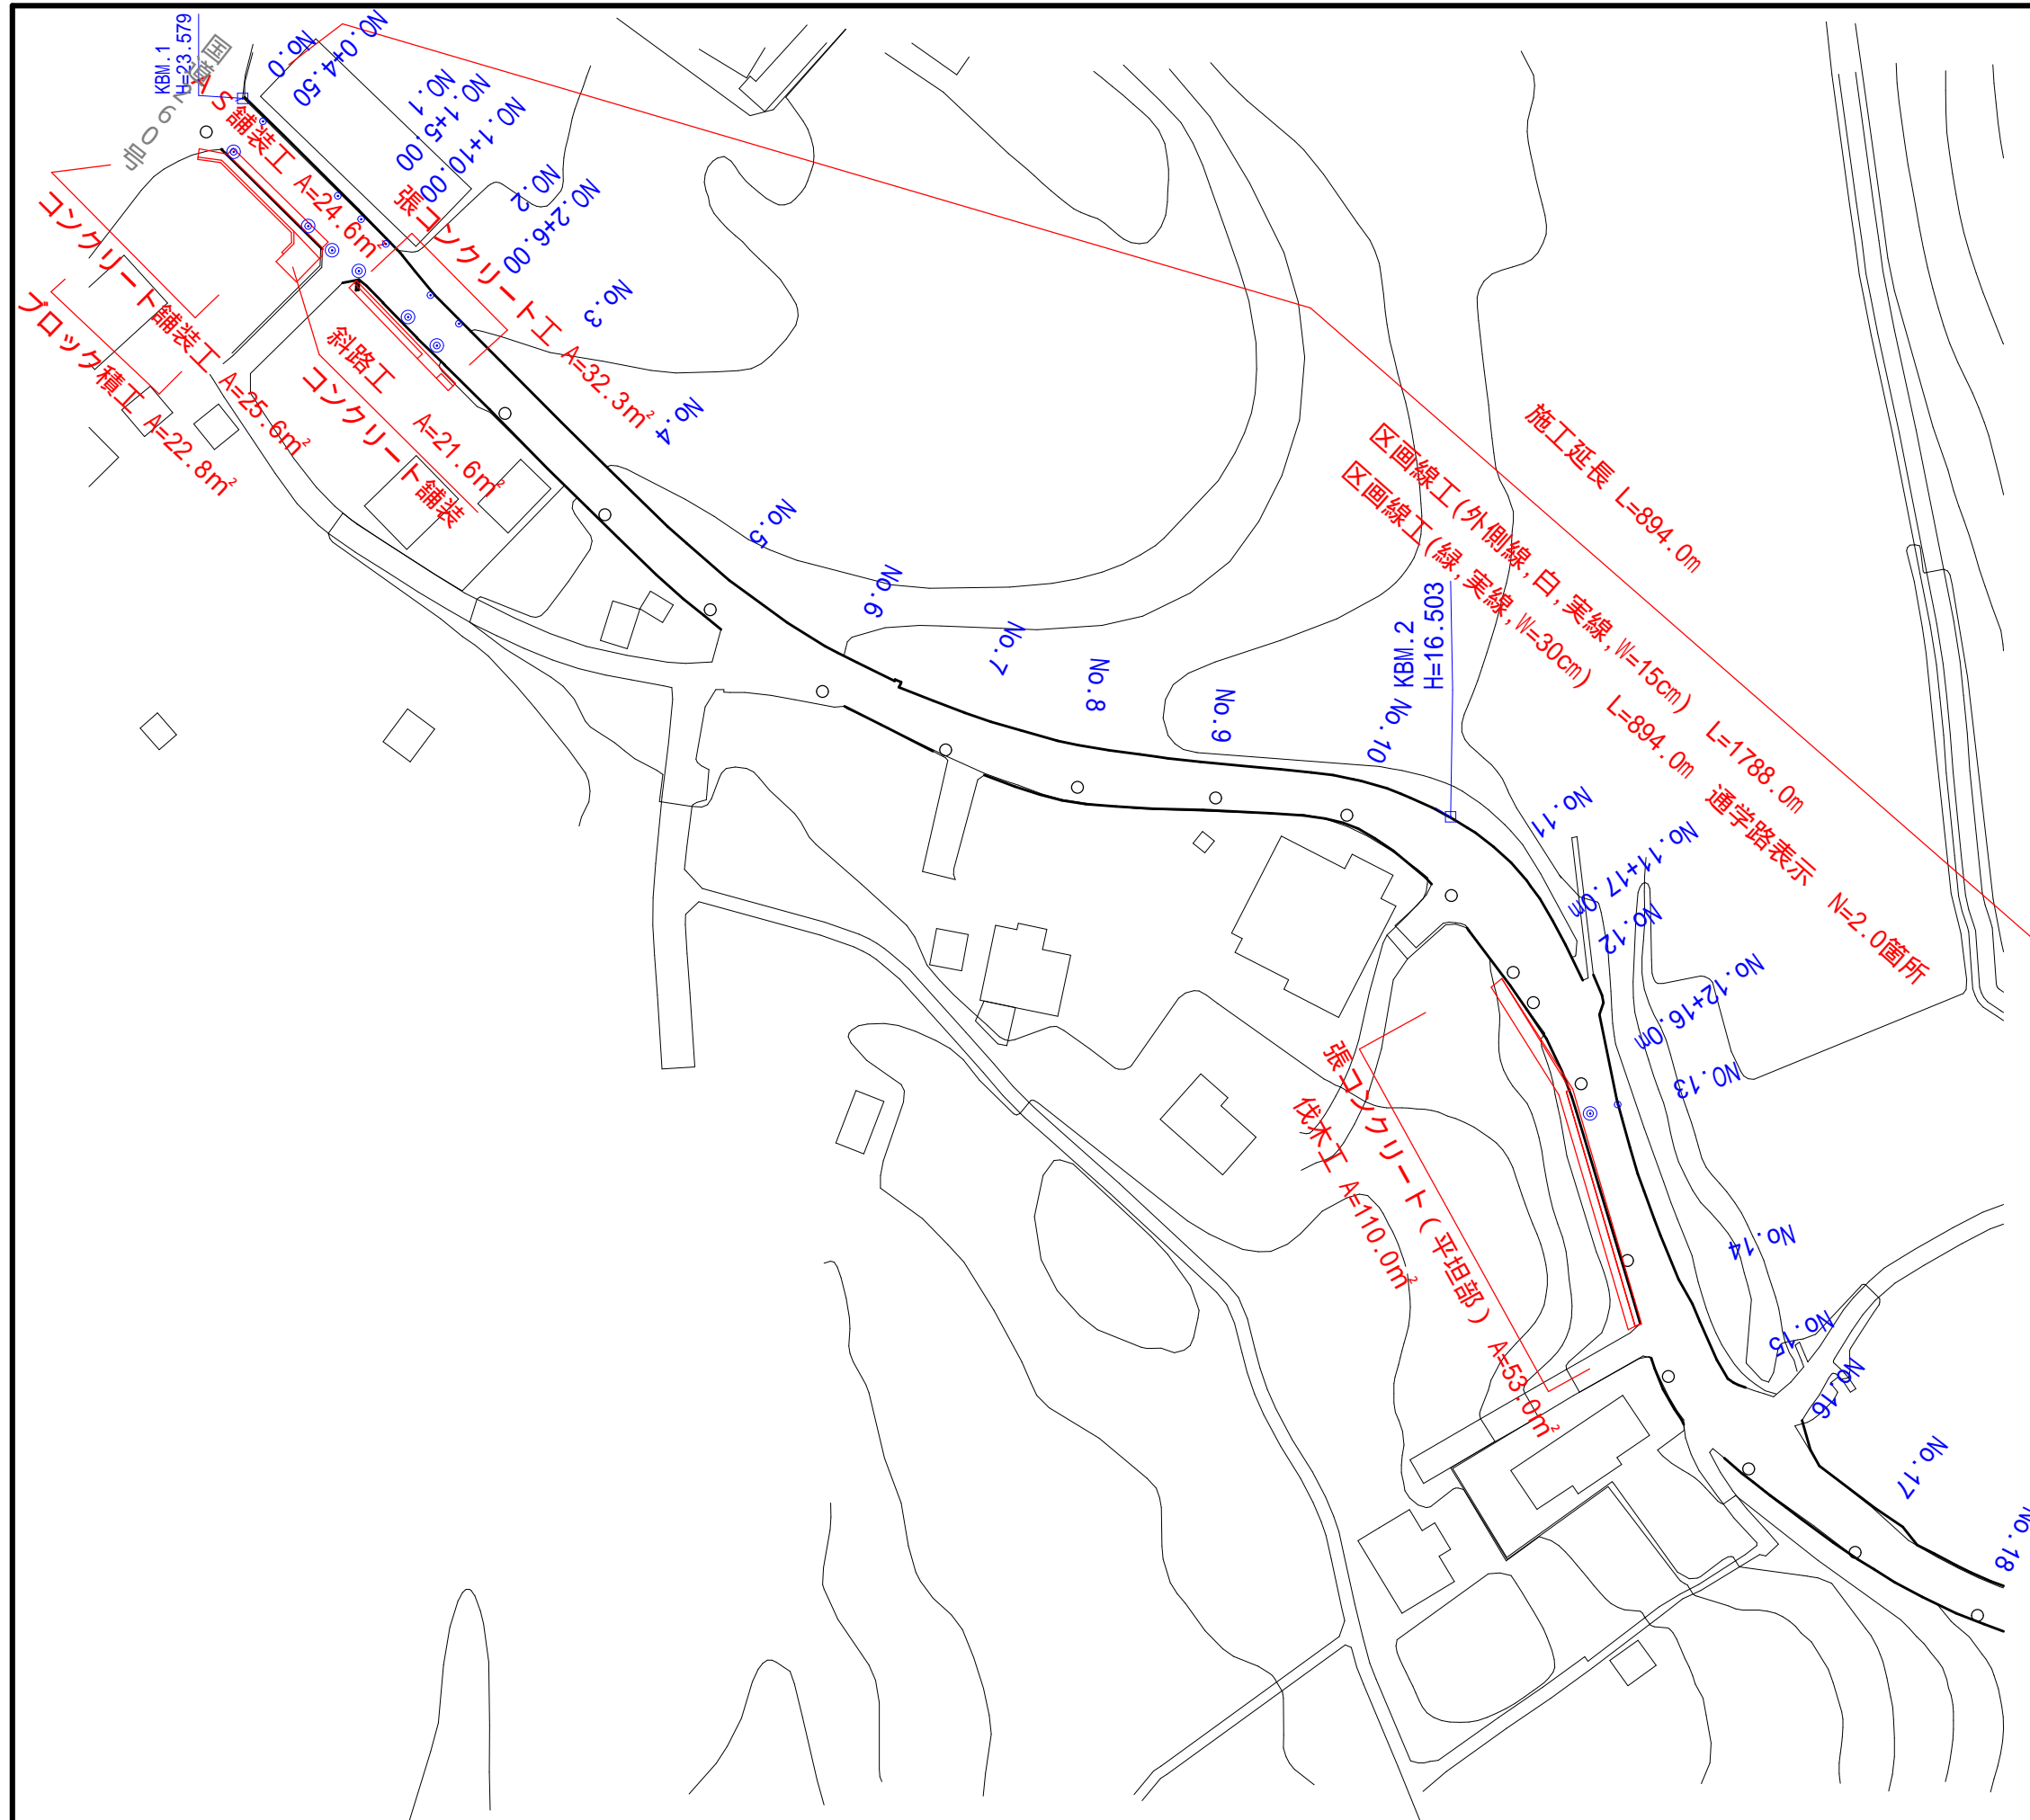 KBM.1
H=23.579
国道260号
No.0
NO.0+4.50
NO.1
NO.1+5.00
NO.1+10.00
NO.2
NO.2+6.00
No.3
No.4
No.5
No.6
No.7
No.8
No.9
No.10
KBM.2
H=16.503
No.11
No.11+17.0m
No.12
No.12+16.0m
NO.13
No.14
No.15
No.16
No.17
No.18
AS舗装工 A=24.6㎡
コンクリート舗装工 A=25.6㎡
ブロック積工 A=22.8㎡
斜路工 A=21.6㎡
コンクリート舗装
張コンクリート工 A=32.3㎡
施工延長 L=894.0m
区画線工(外側線,白,実線,W=15cm) L=1788.0m
区画線工(緑,実線,W=30cm) L=894.0m 通学路表示 N=2.0箇所
張コンクリート(平坦部) A=53.0㎡
伐木工 A=110.0㎡